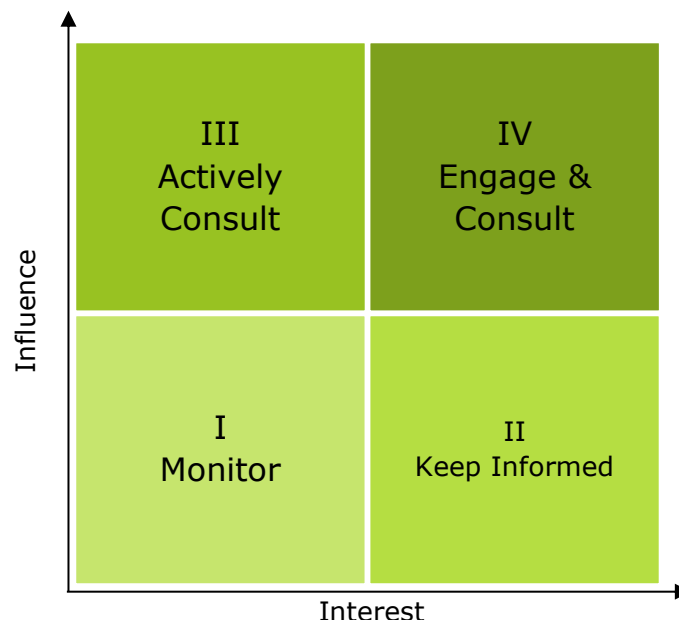 III
Actively
Consult
IV
Engage &
Consult
Influence
I
Monitor
II
Keep Informed
Interest